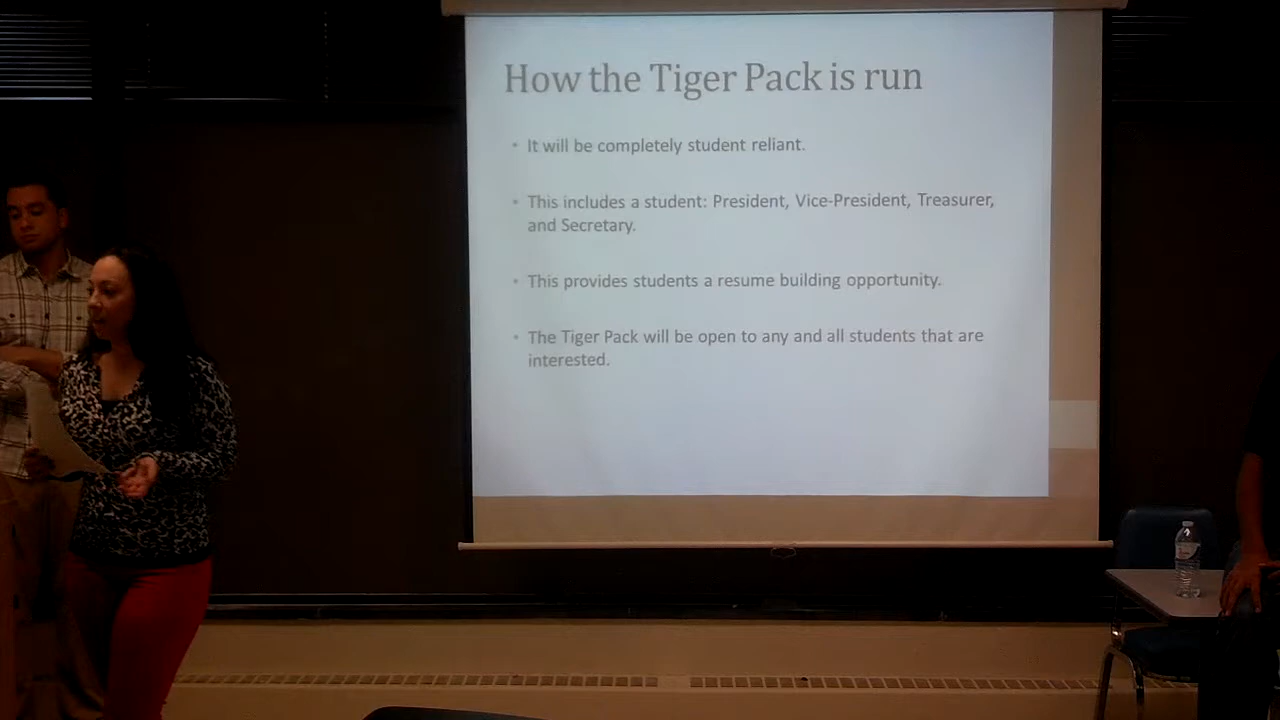 How the Tiger Pack is run
• It will be completely student reliant.
• This includes a student: President, Vice-President, Treasurer,
and Secretary.
• This provides students a resume building opportunity.
• The Tiger Pack will be open to any and all students that are
interested.